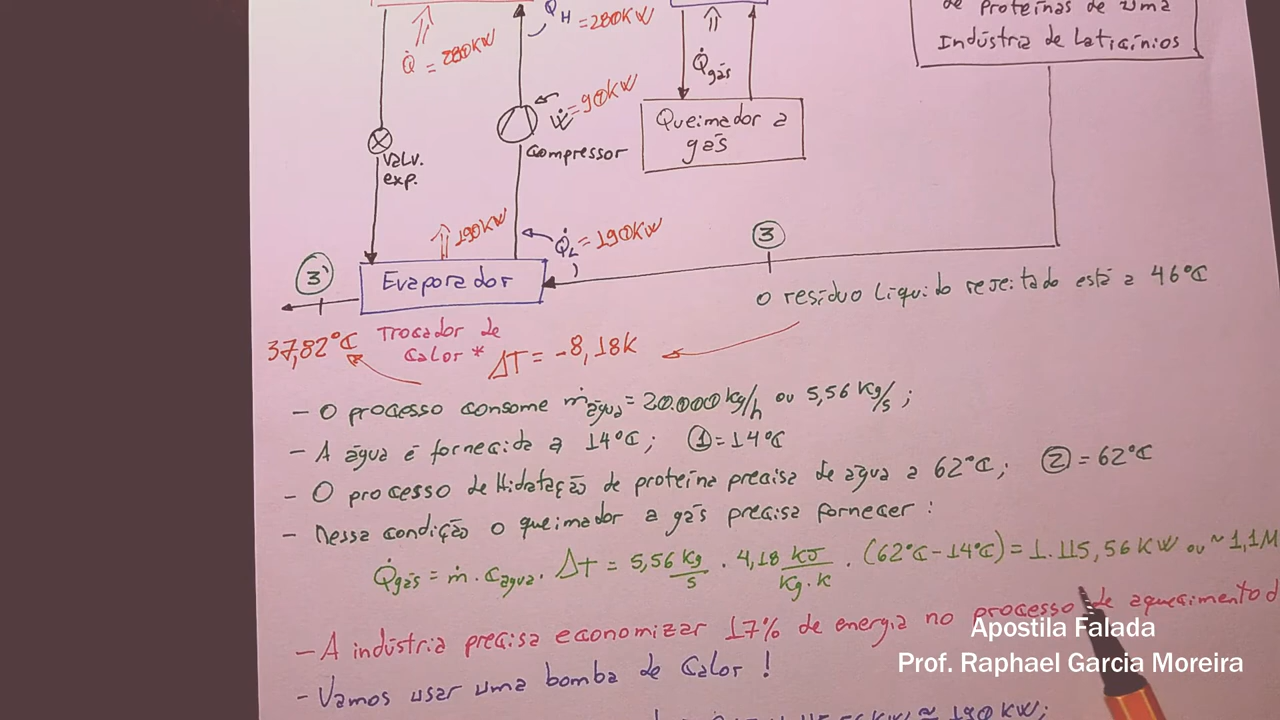 Q̇H = 280KW
de Proteínas de uma
Indústria de Laticínios
Q̇ = 280KW
Q̇gás
Ẇ = 90KW
Queimador a
gás
Compressor
Valv.
exp.
190KW
Q̇L = 190KW
3
3'
Evaporador
O resíduo líquido rejeitado está a 46°C
37,82°C
Trocador de
Calor *
ΔT = -8,18K
- O processo consome ṁágua = 20.000 kg/h ou 5,56 Kg/s;
- A água é fornecida a 14°C; 1 = 14°C
- O processo de Hidratação de proteína precisa de água a 62°C; 2 = 62°C
- Nessa condição o queimador a gás precisa fornecer:
Q̇gás = ṁ. Cágua. Δt = 5,56 Kg/s . 4,18 KJ/Kg.K . (62°C-14°C) = 1.115,56 KW ou ~ 1,1M
- A indústria precisa economizar 17% de energia no processo de aquecimento d
Apostila Falada
Prof. Raphael Garcia Moreira
- Vamos usar uma bomba de Calor!
115,56 KW ≅ 190 KW;